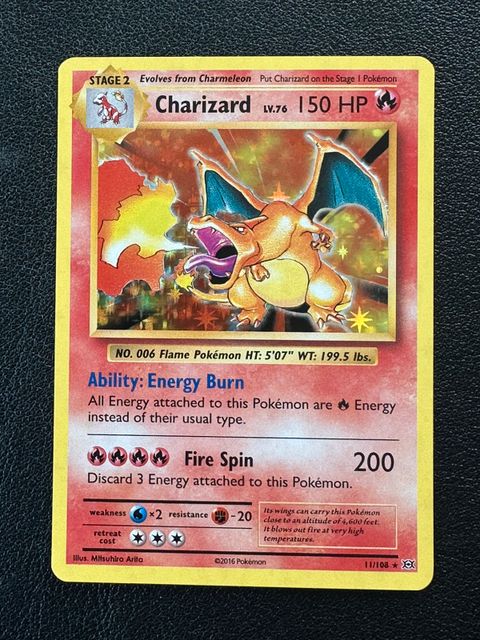 STAGE 2 Evolves from Charmeleon Put Charizard on the Stage 1 Pokémon
Charizard LV.76 150 HP
NO. 006 Flame Pokémon HT: 5'07" WT: 199.5 lbs.
Ability: Energy Burn
All Energy attached to this Pokémon are Energy
instead of their usual type.
Fire Spin 200
Discard 3 Energy attached to this Pokémon.
weakness ×2 resistance -20
retreat
cost
Its wings can carry this Pokémon
close to an altitude of 4,600 feet.
It blows out fire at very high
temperatures.
Illus. Mitsuhiro Arita ©2016 Pokémon 11/108 ★